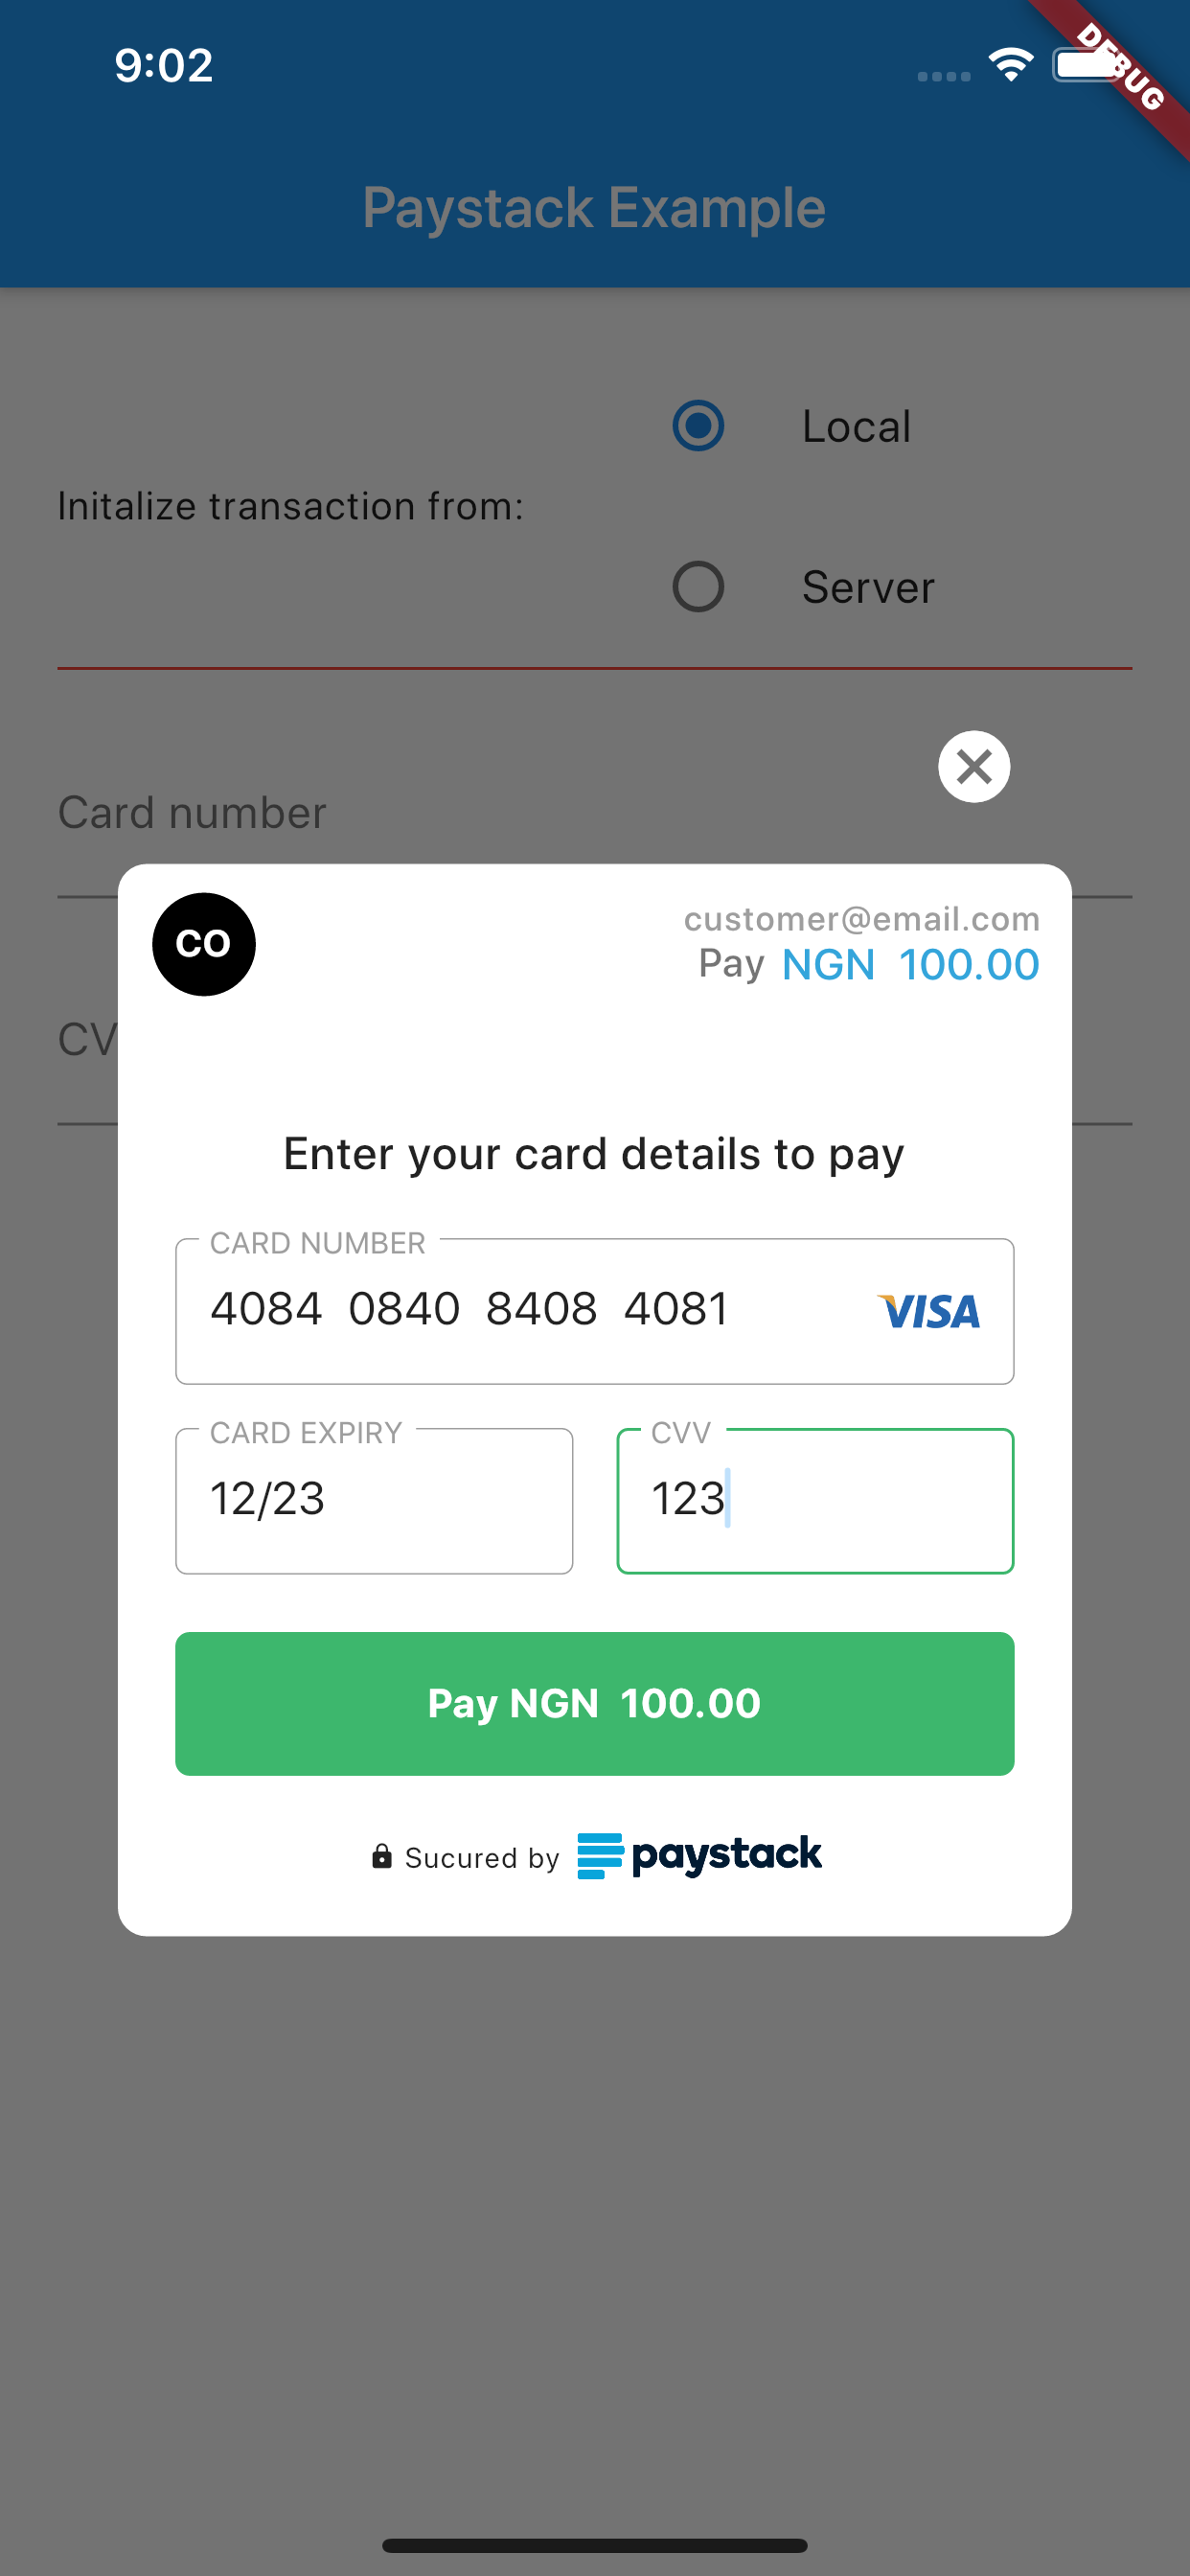 9:02
DEBUG
Paystack Example
Local
Initalize transaction from:
Server
Card number
CO
customer@email.com
Pay NGN 100.00
CV
Enter your card details to pay
CARD NUMBER
4084 0840 8408 4081 VISA
CARD EXPIRY CVV
12/23 123
Pay NGN 100.00
Sucured by paystack